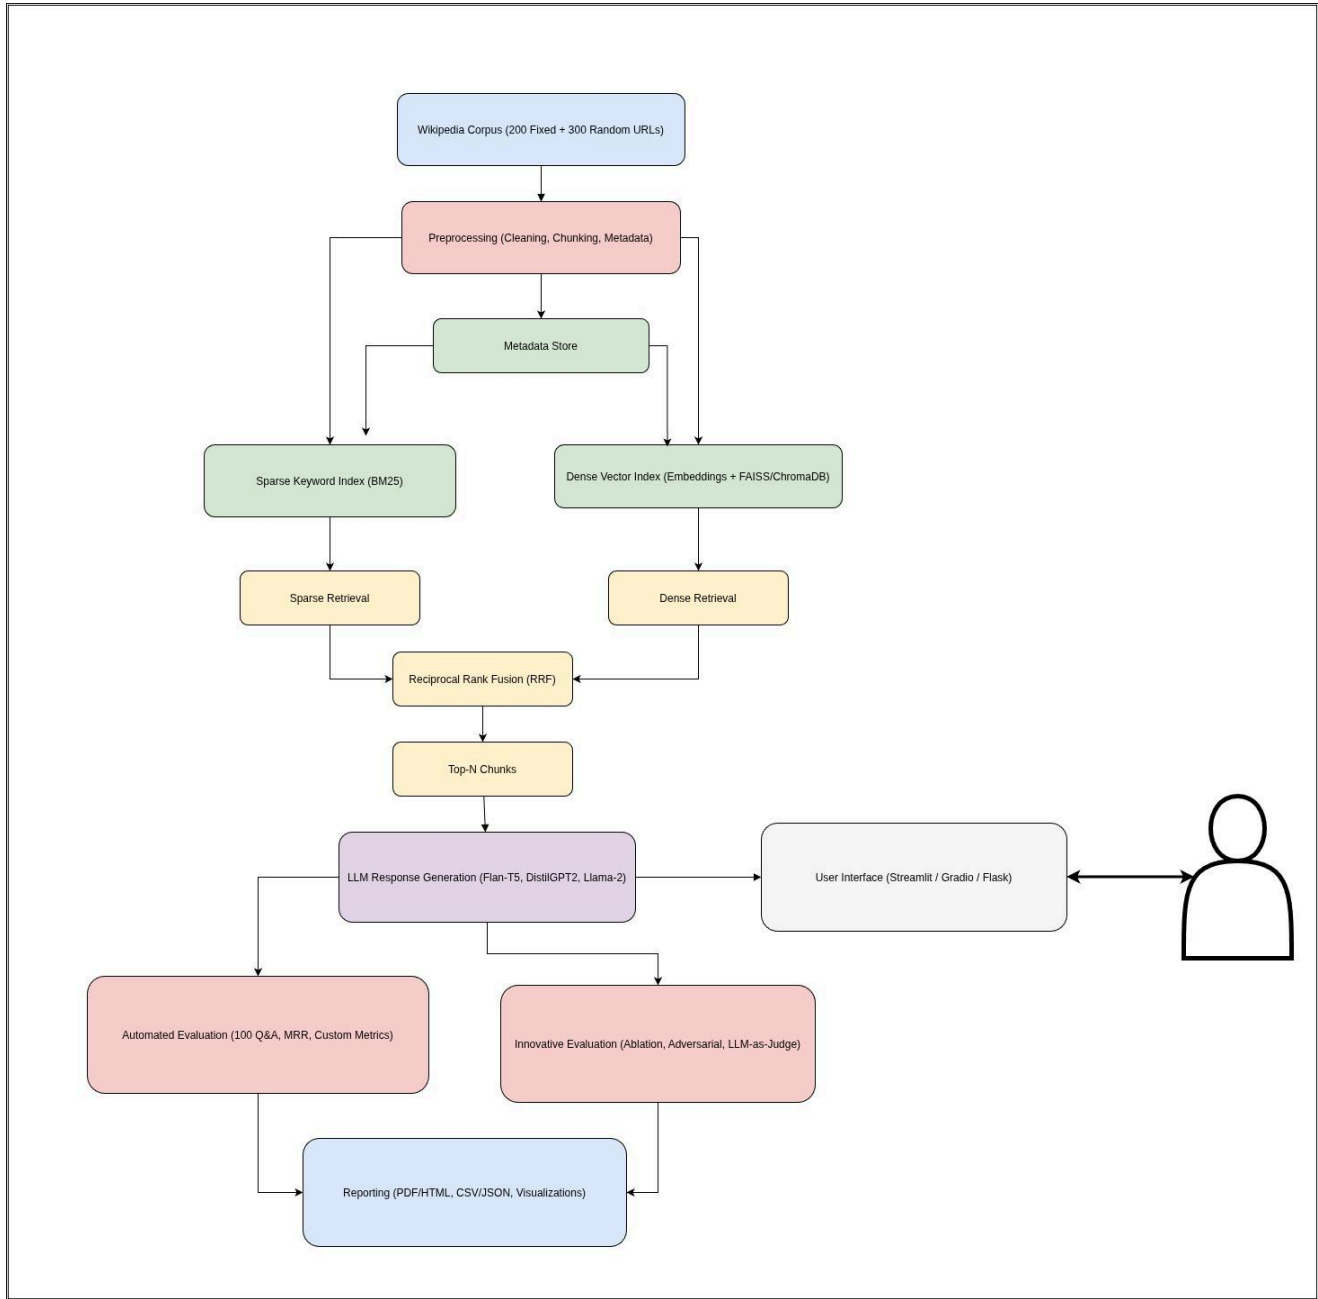 Wikipedia Corpus (200 Fixed + 300 Random URLs)
Preprocessing (Cleaning, Chunking, Metadata)
Metadata Store
Sparse Keyword Index (BM25)
Dense Vector Index (Embeddings + FAISS/ChromaDB)
Sparse Retrieval
Dense Retrieval
Reciprocal Rank Fusion (RRF)
Top-N Chunks
LLM Response Generation (Flan-T5, DistilGPT2, Llama-2)
User Interface (Streamlit / Gradio / Flask)
Automated Evaluation (100 Q&A, MRR, Custom Metrics)
Innovative Evaluation (Ablation, Adversarial, LLM-as-Judge)
Reporting (PDF/HTML, CSV/JSON, Visualizations)